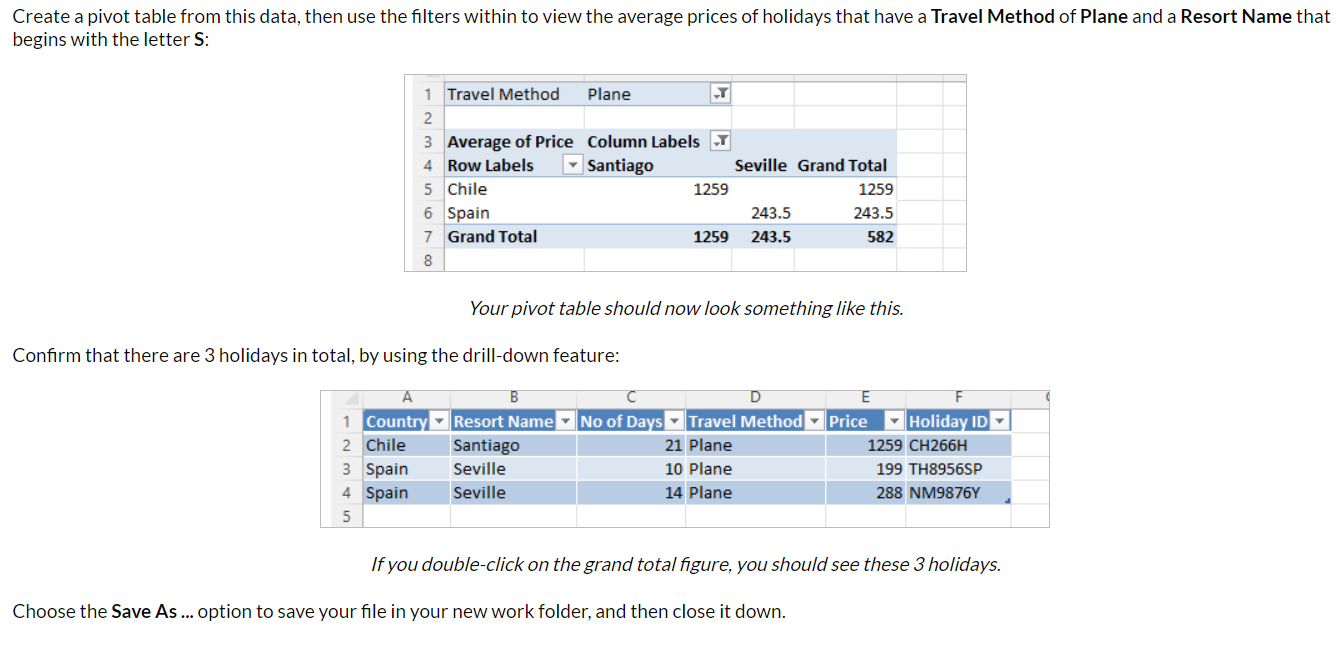 Create a pivot table from this data, then use the filters within to view the average prices of holidays that have a Travel Method of Plane and a Resort Name that
begins with the letter S:
1 Travel Method Plane
2
3 Average of Price Column Labels
4 Row Labels Santiago Seville Grand Total
5 Chile 1259 1259
6 Spain 243.5 243.5
7 Grand Total 1259 243.5 582
8
Your pivot table should now look something like this.
Confirm that there are 3 holidays in total, by using the drill-down feature:
A B C D E F
1 Country Resort Name No of Days Travel Method Price Holiday ID
2 Chile Santiago 21 Plane 1259 CH266H
3 Spain Seville 10 Plane 199 TH8956SP
4 Spain Seville 14 Plane 288 NM9876Y
5
If you double-click on the grand total figure, you should see these 3 holidays.
Choose the Save As ... option to save your file in your new work folder, and then close it down.